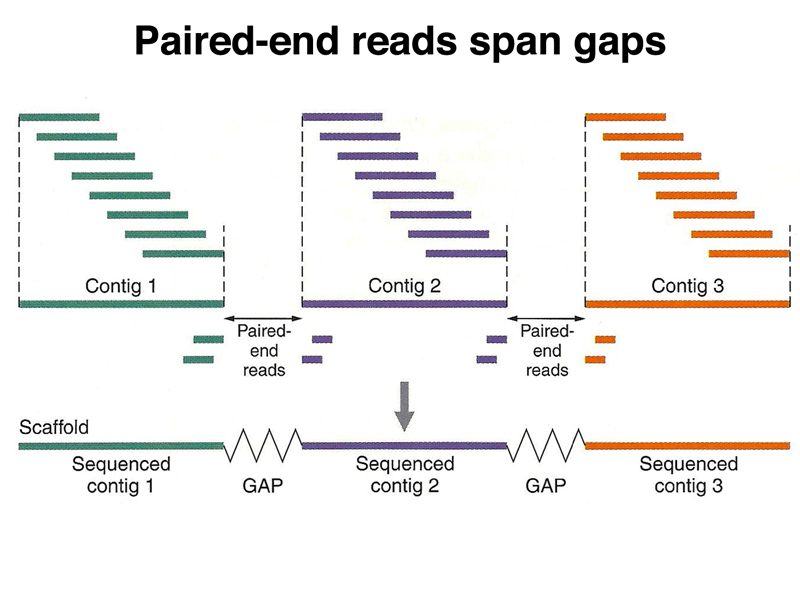 Paired-end reads span gaps
Contig 1
Contig 2
Contig 3
Paired-
end
reads
Paired-
end
reads
Scaffold
Sequenced
contig 1
GAP
Sequenced
contig 2
GAP
Sequenced
contig 3